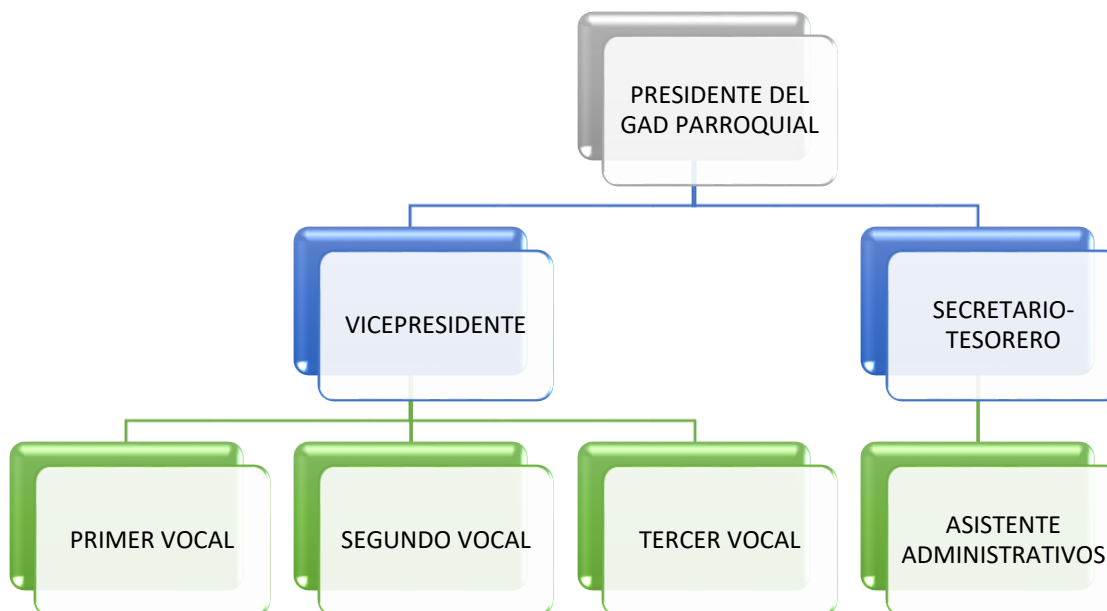 PRESIDENTE DEL
GAD PARROQUIAL
VICEPRESIDENTE
SECRETARIO-
TESORERO
PRIMER VOCAL
SEGUNDO VOCAL
TERCER VOCAL
ASISTENTE
ADMINISTRATIVOS